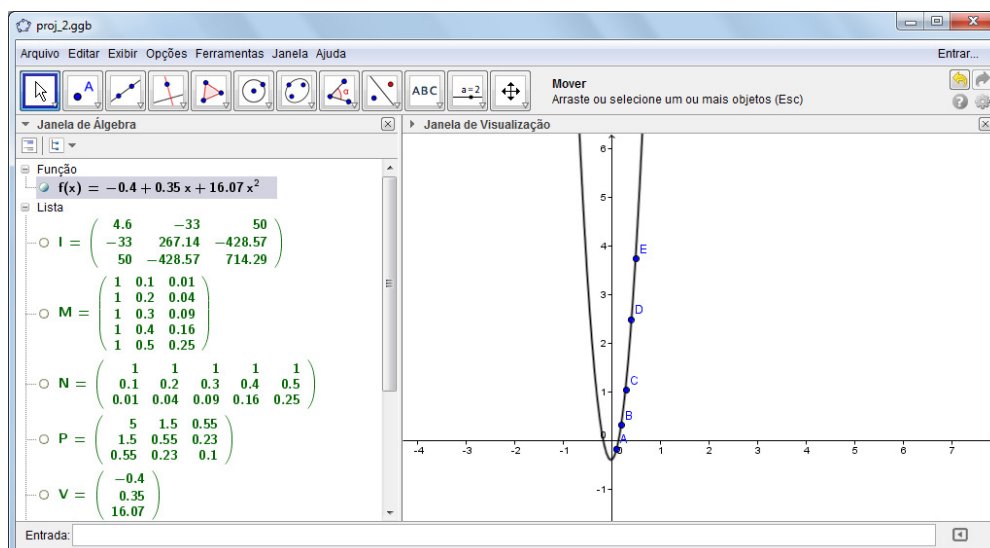 proj_2.ggb
Arquivo Editar Exibir Opções Ferramentas Janela Ajuda
Entrar...
A
α
ABC
a=2
Mover
Arraste ou selecione um ou mais objetos (Esc)
Janela de Álgebra
Janela de Visualização
Função
f(x) = −0.4 + 0.35 x + 16.07 x²
Lista
I =
4.6 −33 50
−33 267.14 −428.57
50 −428.57 714.29
M =
1 0.1 0.01
1 0.2 0.04
1 0.3 0.09
1 0.4 0.16
1 0.5 0.25
N =
1 1 1 1 1
0.1 0.2 0.3 0.4 0.5
0.01 0.04 0.09 0.16 0.25
P =
5 1.5 0.55
1.5 0.55 0.23
0.55 0.23 0.1
V =
−0.4
0.35
16.07
6
5
4
3
2
1
0
-1
-4 -3 -2 -1 0 1 2 3 4 5 6 7
E
D
C
B
A
Entrada: